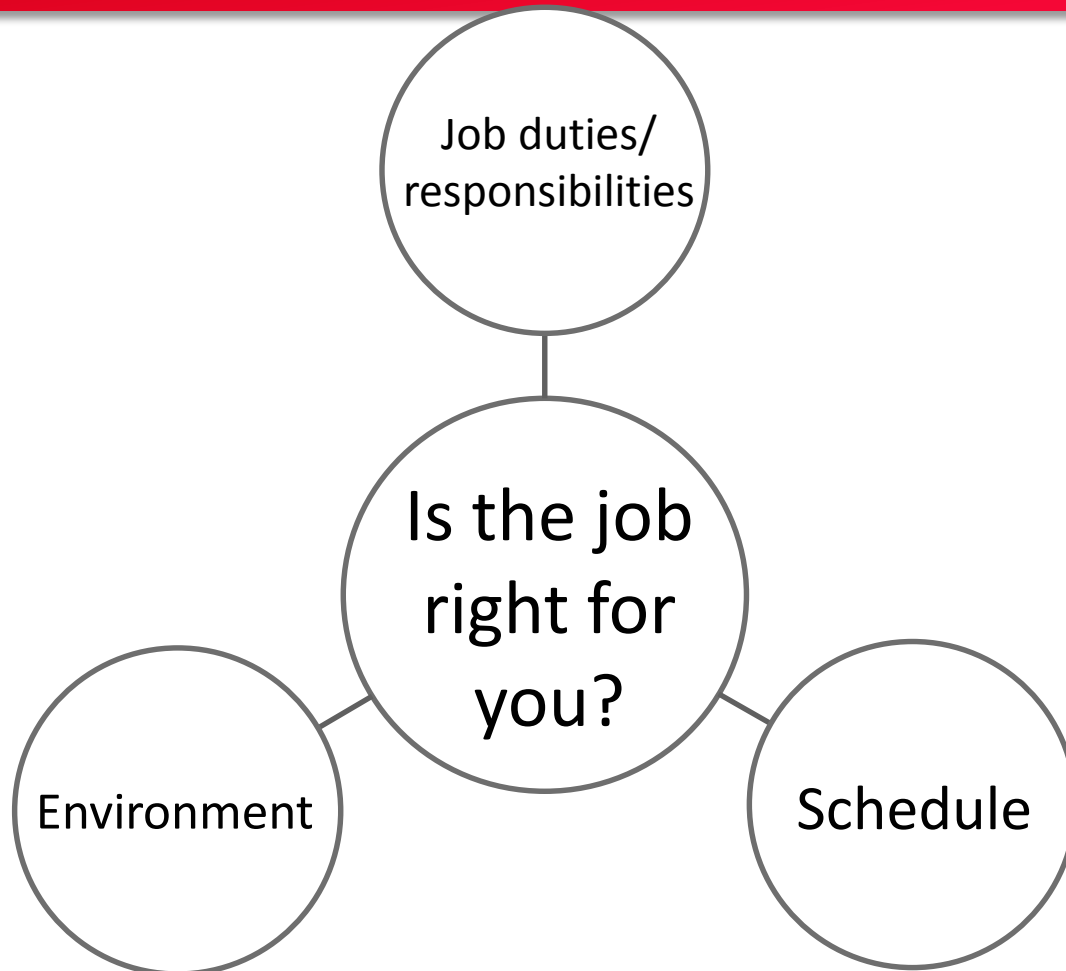 Job duties/
responsibilities
Is the job
right for
you?
Environment
Schedule